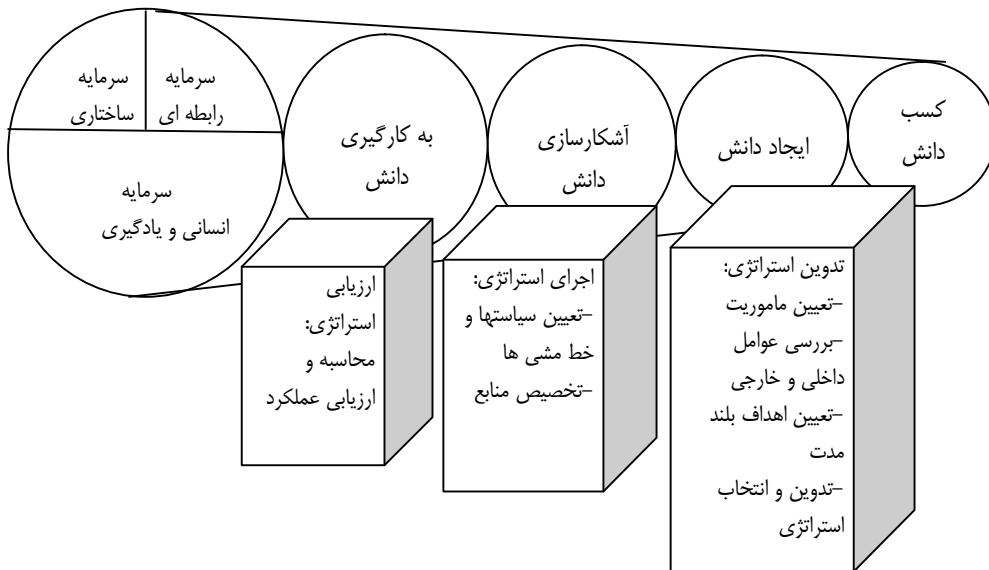 کسب
دانش
ایجاد دانش
آشکارسازی
دانش
به کارگیری
دانش
سرمایه
رابطه ای
سرمایه
ساختاری
سرمایه
انسانی و یادگیری
تدوین استراتژی:
-تعیین ماموریت
-بررسی عوامل
داخلی و خارجی
-تعیین اهداف بلند
مدت
-تدوین و انتخاب
استراتژی
اجرای استراتژی:
-تعیین سیاستها و
خط مشی ها
-تخصیص منابع
ارزیابی
استراتژی:
محاسبه و
ارزیابی عملکرد